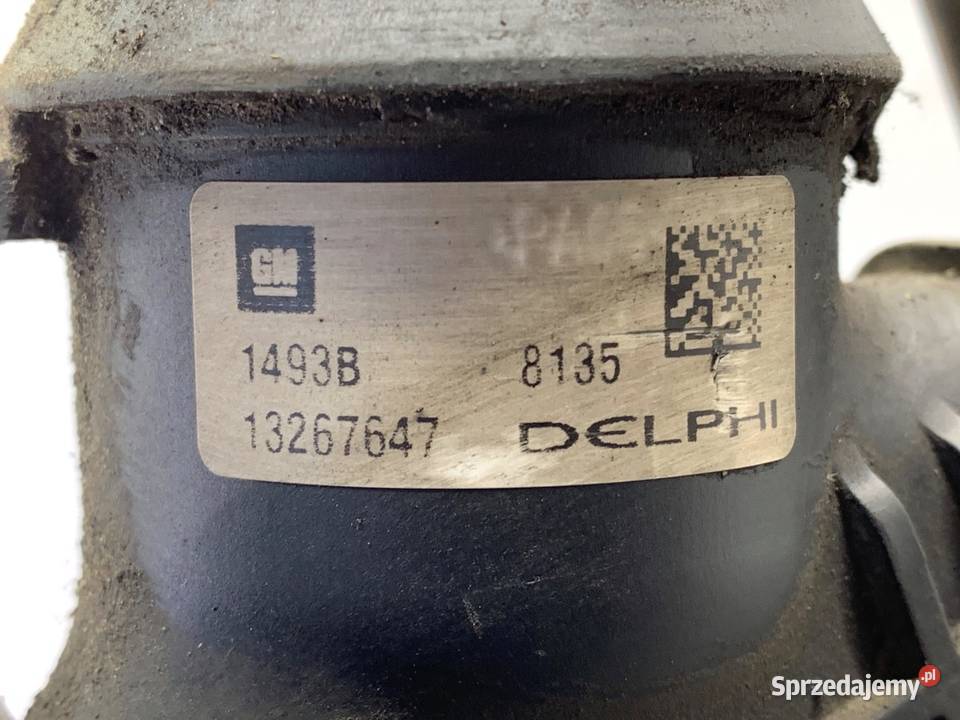 GM
1493B 8135
13267647 DELPHI
Sprzedajemy.pl